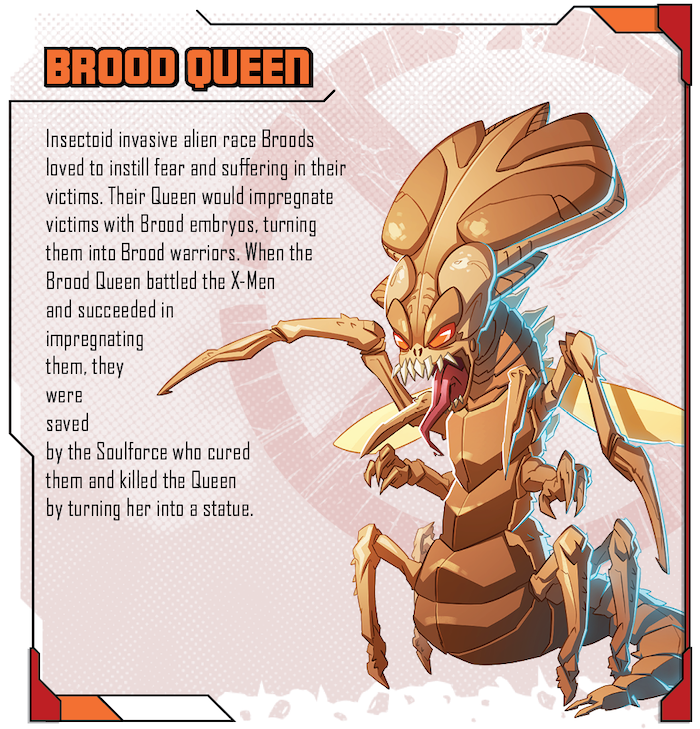 BROOD QUEEN
Insectoid invasive alien race Broods
loved to instill fear and suffering in their
victims. Their Queen would impregnate
victims with Brood embryos, turning
them into Brood warriors. When the
Brood Queen battled the X-Men
and succeeded in
impregnating
them, they
were
saved
by the Soulforce who cured
them and killed the Queen
by turning her into a statue.